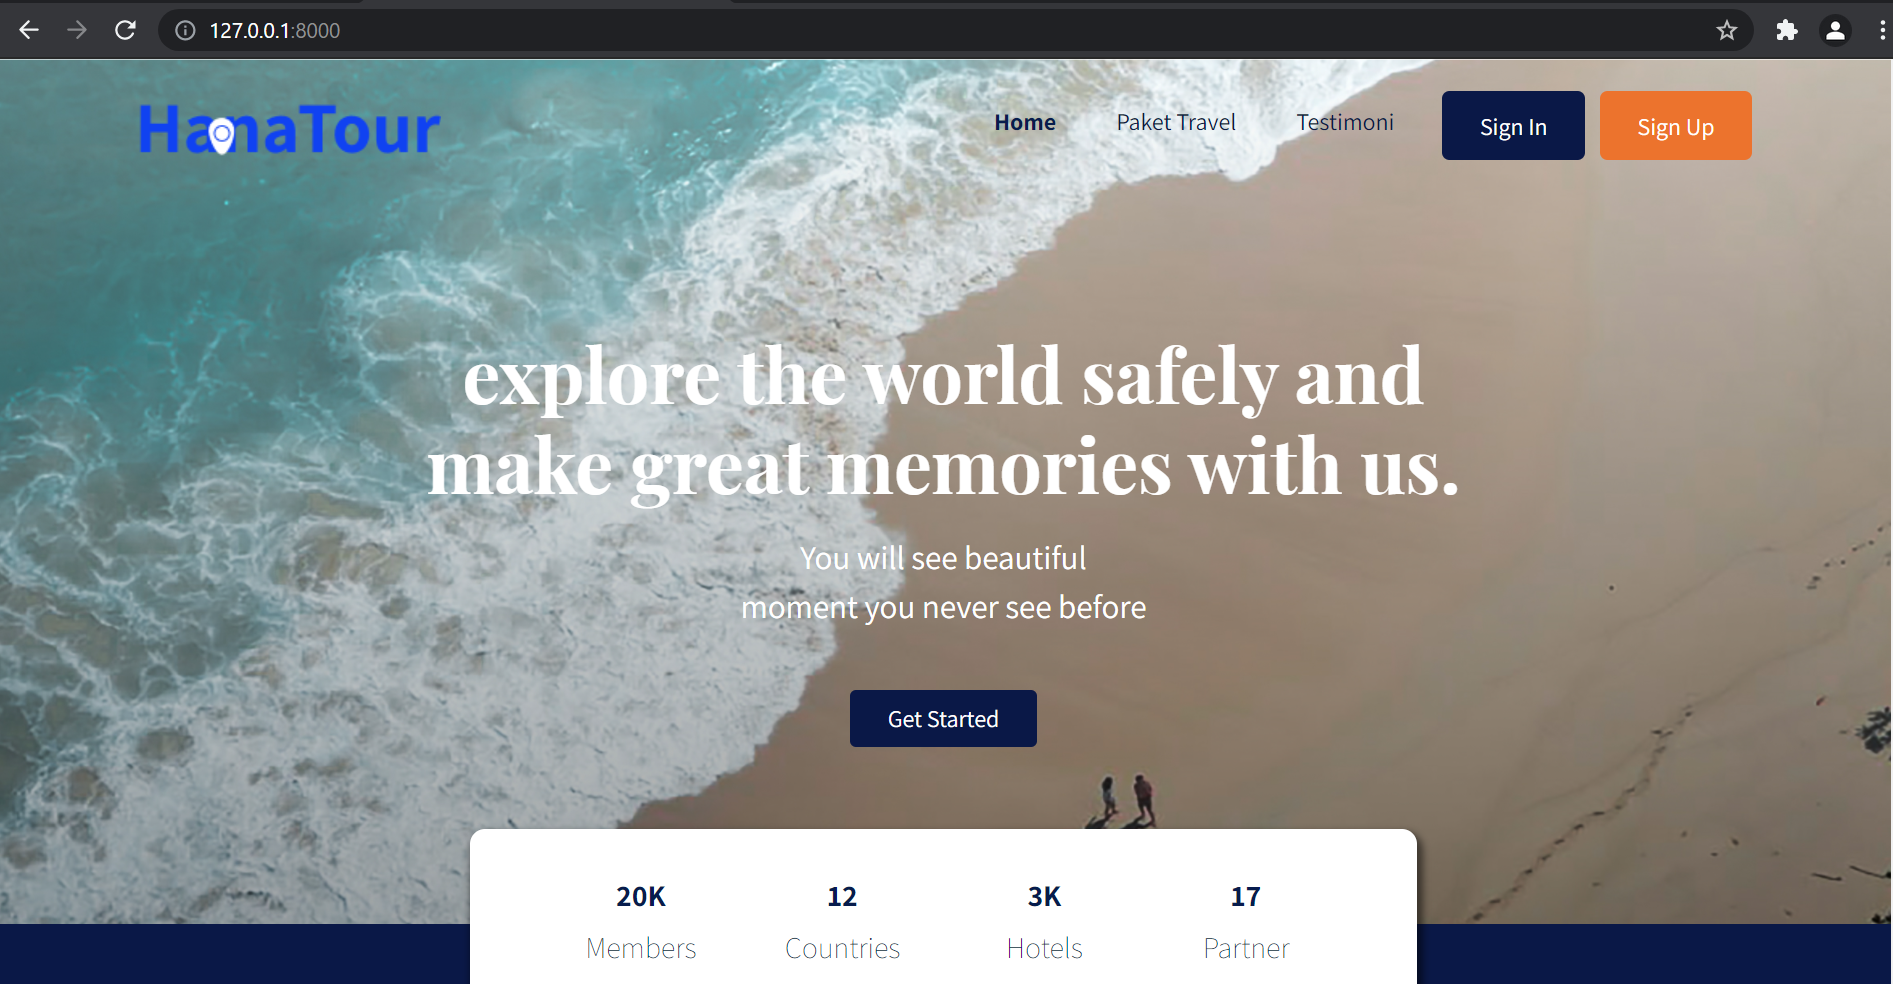 127.0.0.1:8000
HanaTour
Home Paket Travel Testimoni Sign In Sign Up
explore the world safely and
make great memories with us.
You will see beautiful
moment you never see before
Get Started
20K 12 3K 17
Members Countries Hotels Partner